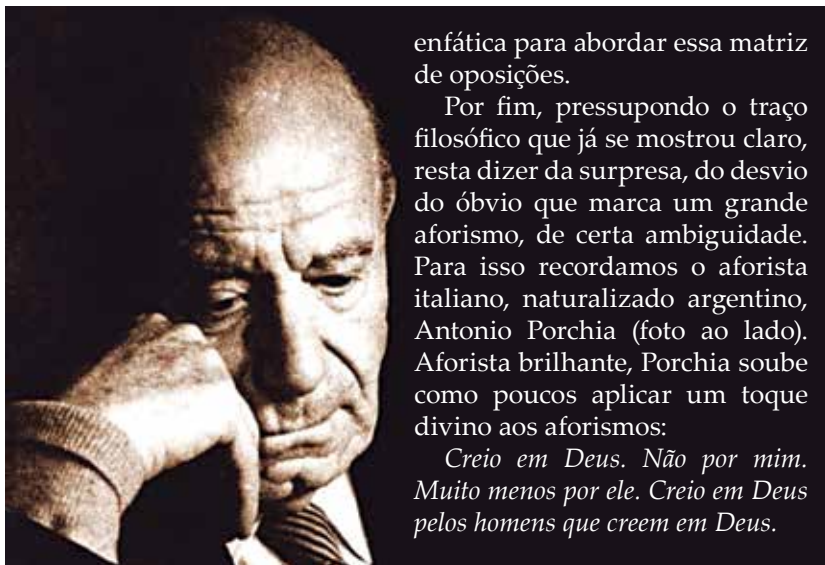 enfática para abordar essa matriz
de oposições.
Por fim, pressupondo o traço
filosófico que já se mostrou claro,
resta dizer da surpresa, do desvio
do óbvio que marca um grande
aforismo, de certa ambiguidade.
Para isso recordamos o aforista
italiano, naturalizado argentino,
Antonio Porchia (foto ao lado).
Aforista brilhante, Porchia soube
como poucos aplicar um toque
divino aos aforismos:
Creio em Deus. Não por mim.
Muito menos por ele. Creio em Deus
pelos homens que creem em Deus.